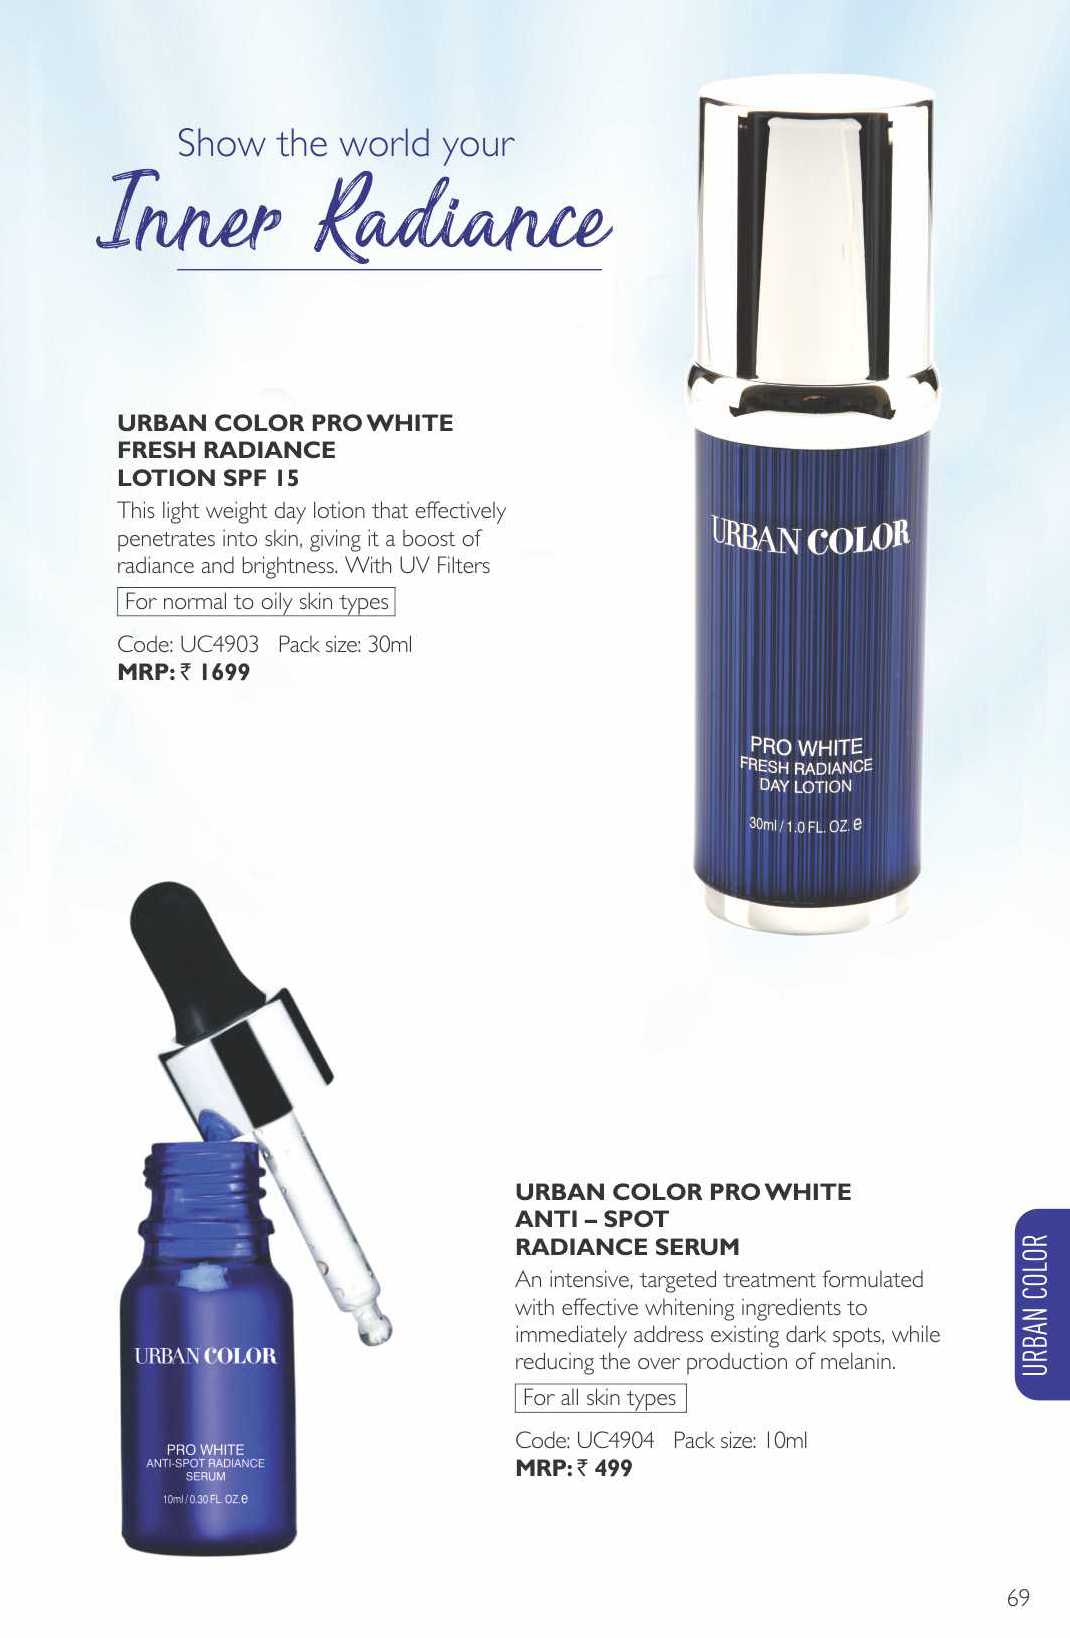 Show the world your
Inner Radiance
URBAN COLOR PRO WHITE
FRESH RADIANCE
LOTION SPF 15
This light weight day lotion that effectively
penetrates into skin, giving it a boost of
radiance and brightness. With UV Filters
For normal to oily skin types
Code: UC4903 Pack size: 30ml
MRP: ₹ 1699
URBAN COLOR
PRO WHITE
FRESH RADIANCE
DAY LOTION
30ml / 1.0 FL. OZ. e
URBAN COLOR
PRO WHITE
ANTI-SPOT RADIANCE
SERUM
10ml / 0.30 FL. OZ. e
URBAN COLOR PRO WHITE
ANTI – SPOT
RADIANCE SERUM
An intensive, targeted treatment formulated
with effective whitening ingredients to
immediately address existing dark spots, while
reducing the over production of melanin.
For all skin types
Code: UC4904 Pack size: 10ml
MRP: ₹ 499
URBAN COLOR
69